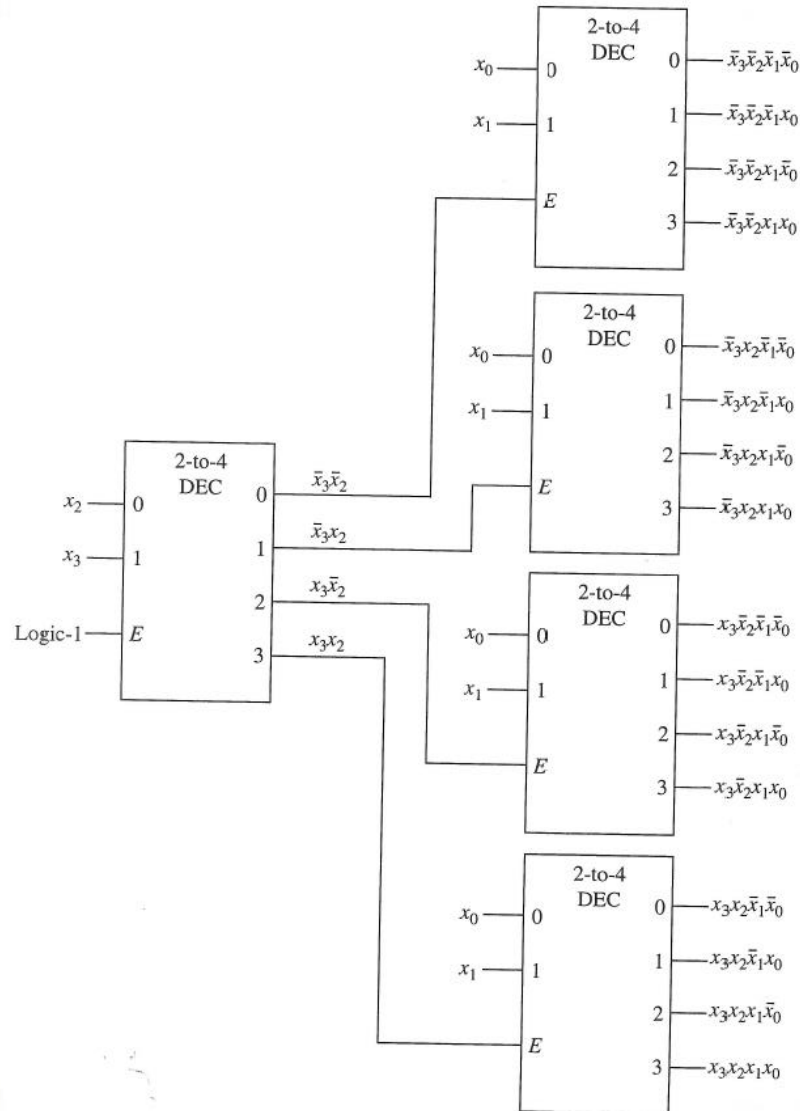 2-to-4
DEC
x₀ 0
x₁ 1
E
0 x̄₃x̄₂x̄₁x̄₀
1 x̄₃x̄₂x̄₁x₀
2 x̄₃x̄₂x₁x̄₀
3 x̄₃x̄₂x₁x₀
2-to-4
DEC
x₀ 0
x₁ 1
E
0 x̄₃x₂x̄₁x̄₀
1 x̄₃x₂x̄₁x₀
2 x̄₃x₂x₁x̄₀
3 x̄₃x₂x₁x₀
2-to-4
DEC
x₂ 0
x₃ 1
Logic-1 E
0 x̄₃x̄₂
1 x̄₃x₂
2 x₃x̄₂
3 x₃x₂
2-to-4
DEC
x₀ 0
x₁ 1
E
0 x₃x̄₂x̄₁x̄₀
1 x₃x̄₂x̄₁x₀
2 x₃x̄₂x₁x̄₀
3 x₃x̄₂x₁x₀
2-to-4
DEC
x₀ 0
x₁ 1
E
0 x₃x₂x̄₁x̄₀
1 x₃x₂x̄₁x₀
2 x₃x₂x₁x̄₀
3 x₃x₂x₁x₀